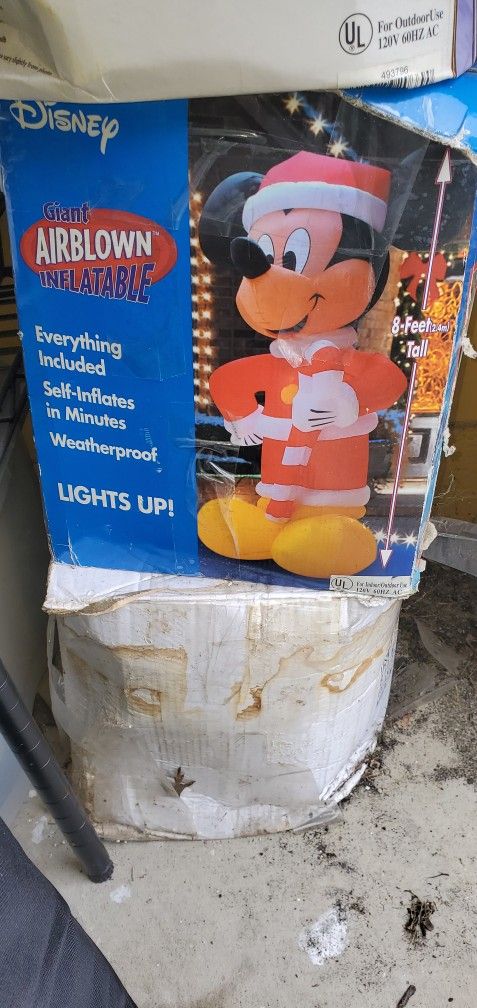 UL
For Outdoor Use
120V 60HZ AC
493786
Disney
Giant
AIRBLOWN™
INFLATABLE
8-Feet (2.4m)
Tall
Everything
Included
Self-Inflates
in Minutes
Weatherproof
LIGHTS UP!
UL
For Indoor/Outdoor Use
120V 60HZ AC